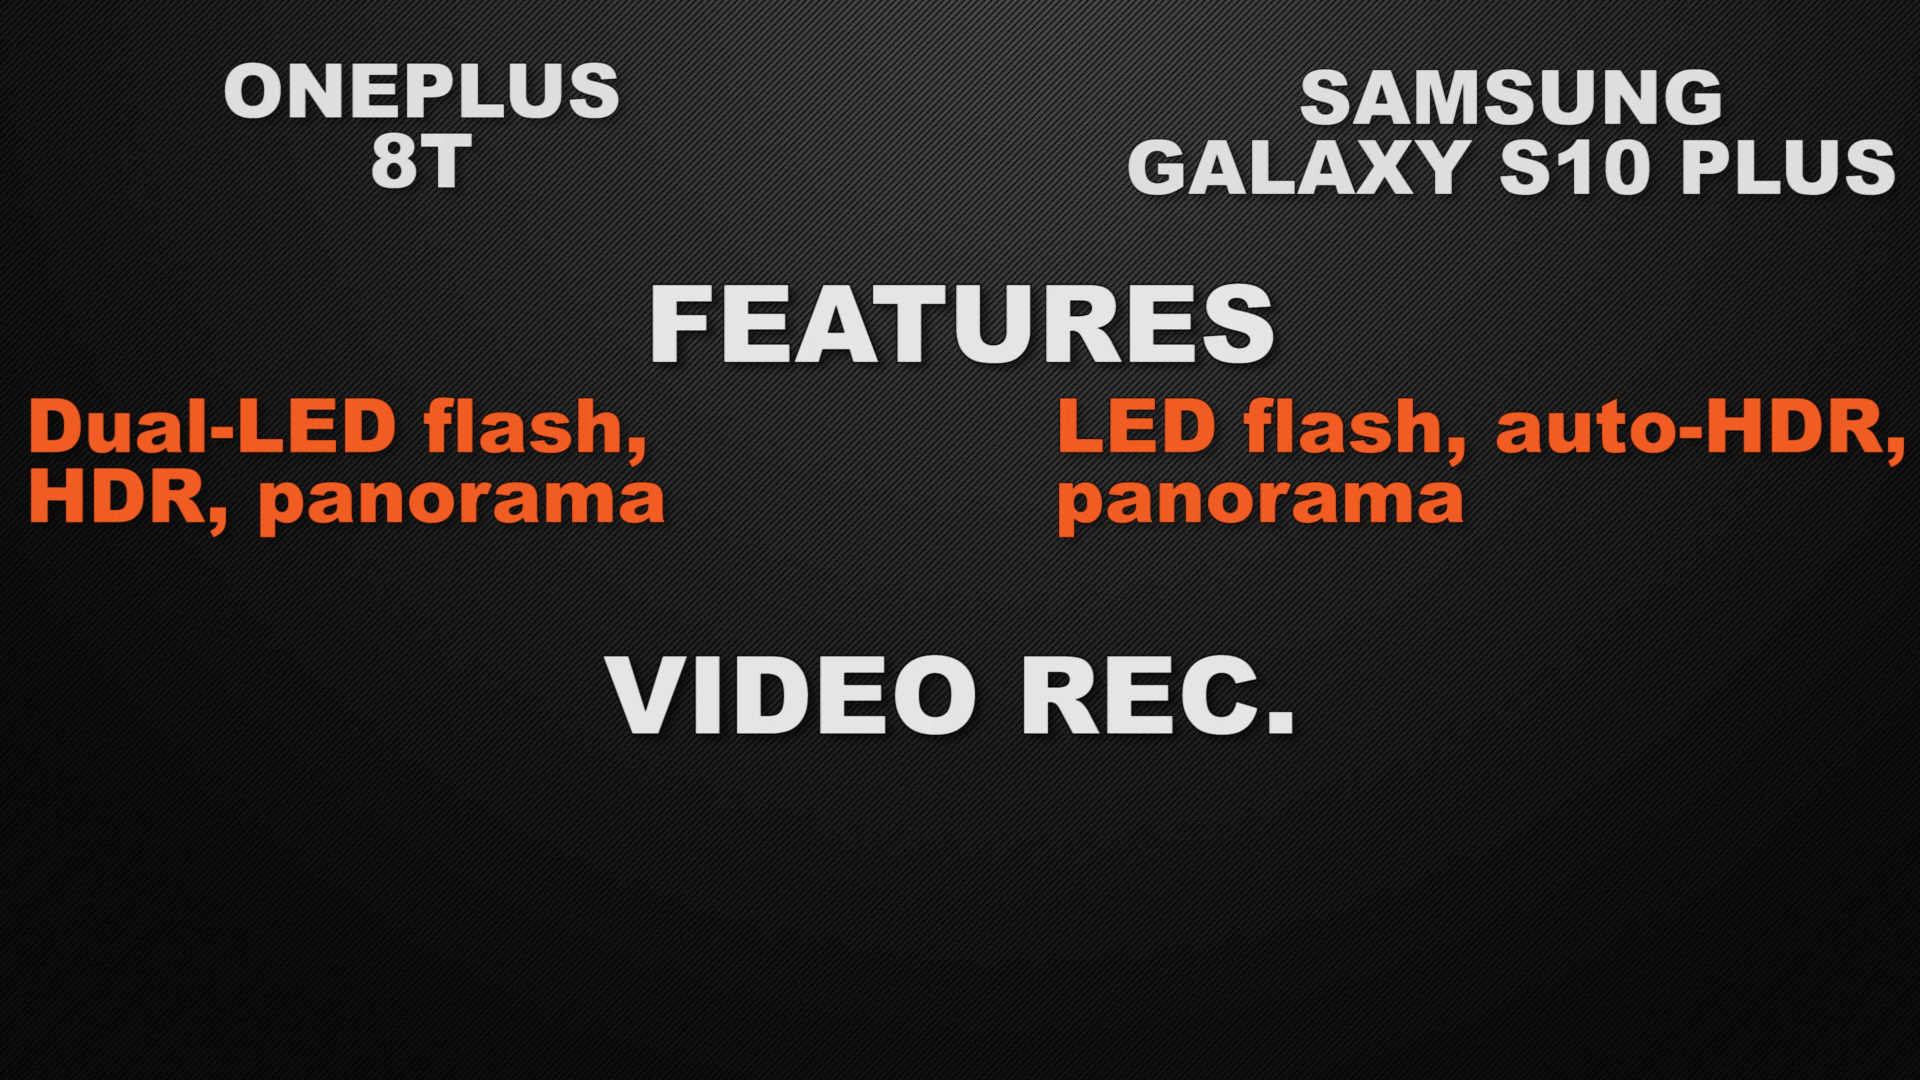 ONEPLUS
8T
SAMSUNG
GALAXY S10 PLUS
FEATURES
Dual-LED flash,
HDR, panorama
LED flash, auto-HDR,
panorama
VIDEO REC.